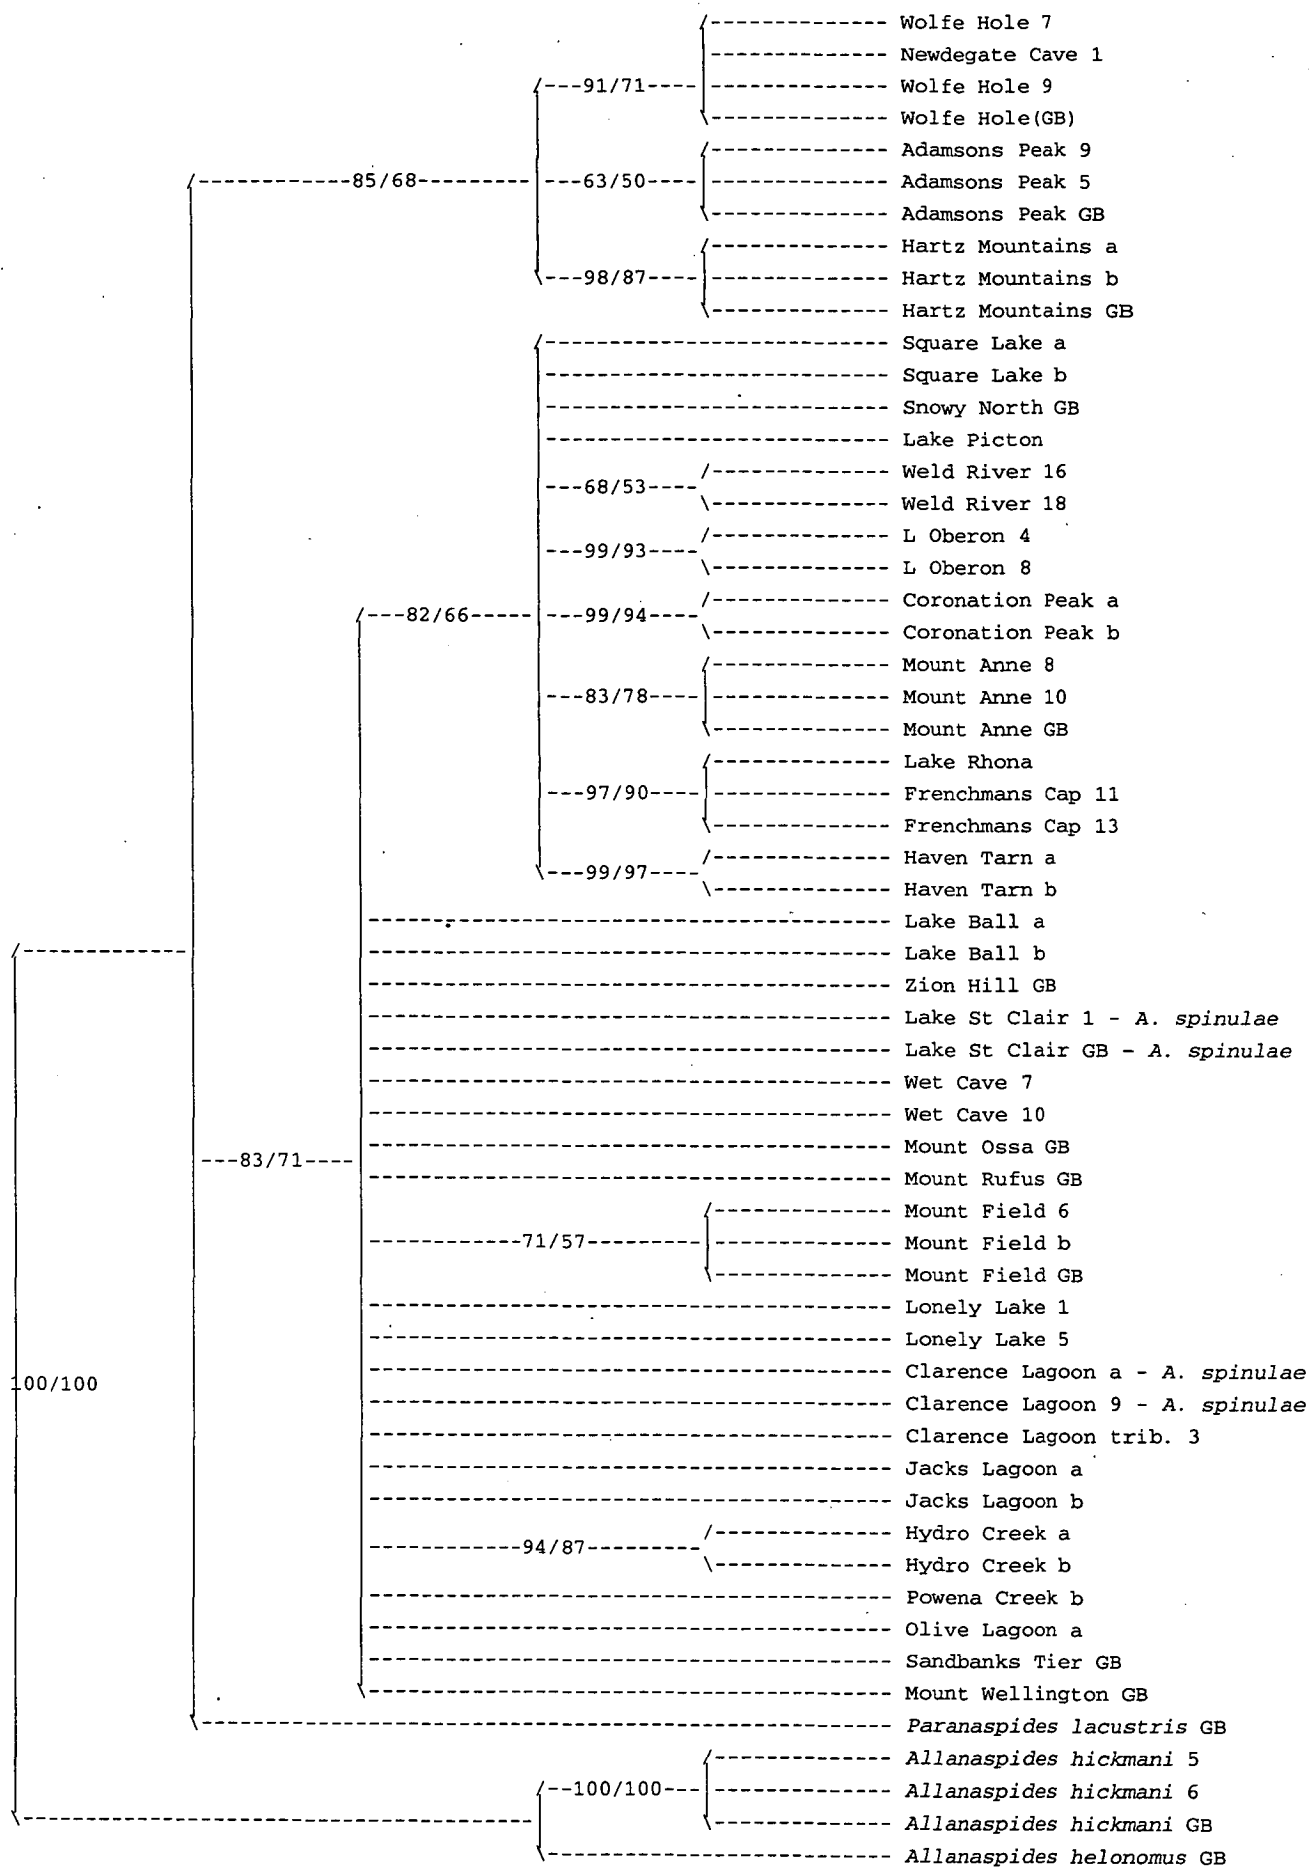 Wolfe Hole 7
Newdegate Cave 1
91/71
Wolfe Hole 9
Wolfe Hole(GB)
Adamsons Peak 9
85/68
63/50
Adamsons Peak 5
Adamsons Peak GB
Hartz Mountains a
98/87
Hartz Mountains b
Hartz Mountains GB
Square Lake a
Square Lake b
Snowy North GB
Lake Picton
Weld River 16
68/53
Weld River 18
L Oberon 4
99/93
L Oberon 8
Coronation Peak a
82/66
99/94
Coronation Peak b
Mount Anne 8
83/78
Mount Anne 10
Mount Anne GB
Lake Rhona
97/90
Frenchmans Cap 11
Frenchmans Cap 13
Haven Tarn a
99/97
Haven Tarn b
Lake Ball a
Lake Ball b
Zion Hill GB
Lake St Clair 1 - A. spinulae
Lake St Clair GB - A. spinulae
Wet Cave 7
Wet Cave 10
Mount Ossa GB
83/71
Mount Rufus GB
Mount Field 6
71/57
Mount Field b
Mount Field GB
Lonely Lake 1
Lonely Lake 5
Clarence Lagoon a - A. spinulae
100/100
Clarence Lagoon 9 - A. spinulae
Clarence Lagoon trib. 3
Jacks Lagoon a
Jacks Lagoon b
Hydro Creek a
94/87
Hydro Creek b
Powena Creek b
Olive Lagoon a
Sandbanks Tier GB
Mount Wellington GB
Paranaspides lacustris GB
Allanaspides hickmani 5
100/100
Allanaspides hickmani 6
Allanaspides hickmani GB
Allanaspides helonomus GB